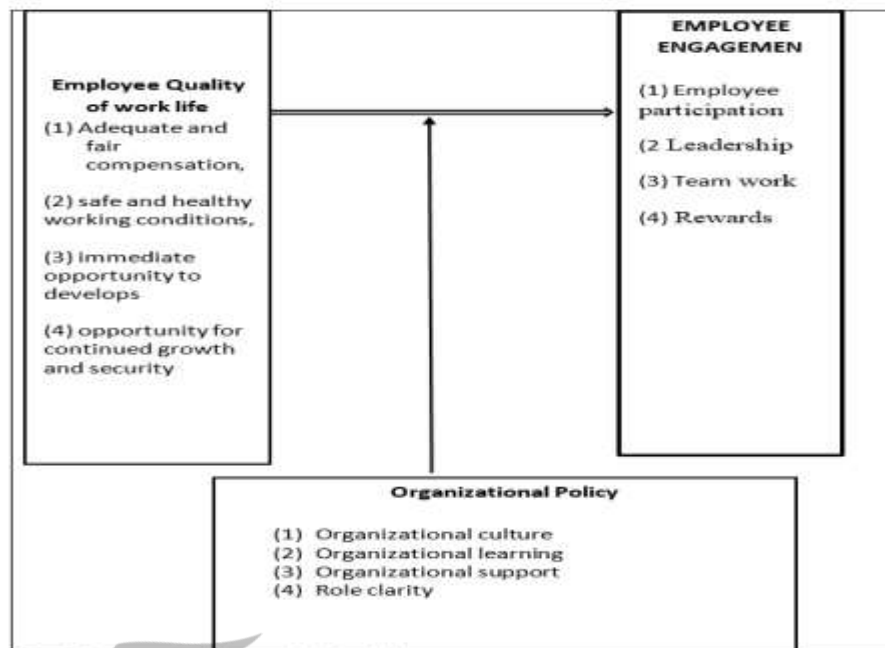 Employee Quality
of work life
(1) Adequate and
fair
compensation,
(2) safe and healthy
working conditions,
(3) immediate
opportunity to
develops
(4) opportunity for
continued growth
and security
EMPLOYEE
ENGAGEMEN
(1) Employee
participation
(2 Leadership
(3) Team work
(4) Rewards
Organizational Policy
(1) Organizational culture
(2) Organizational learning
(3) Organizational support
(4) Role clarity